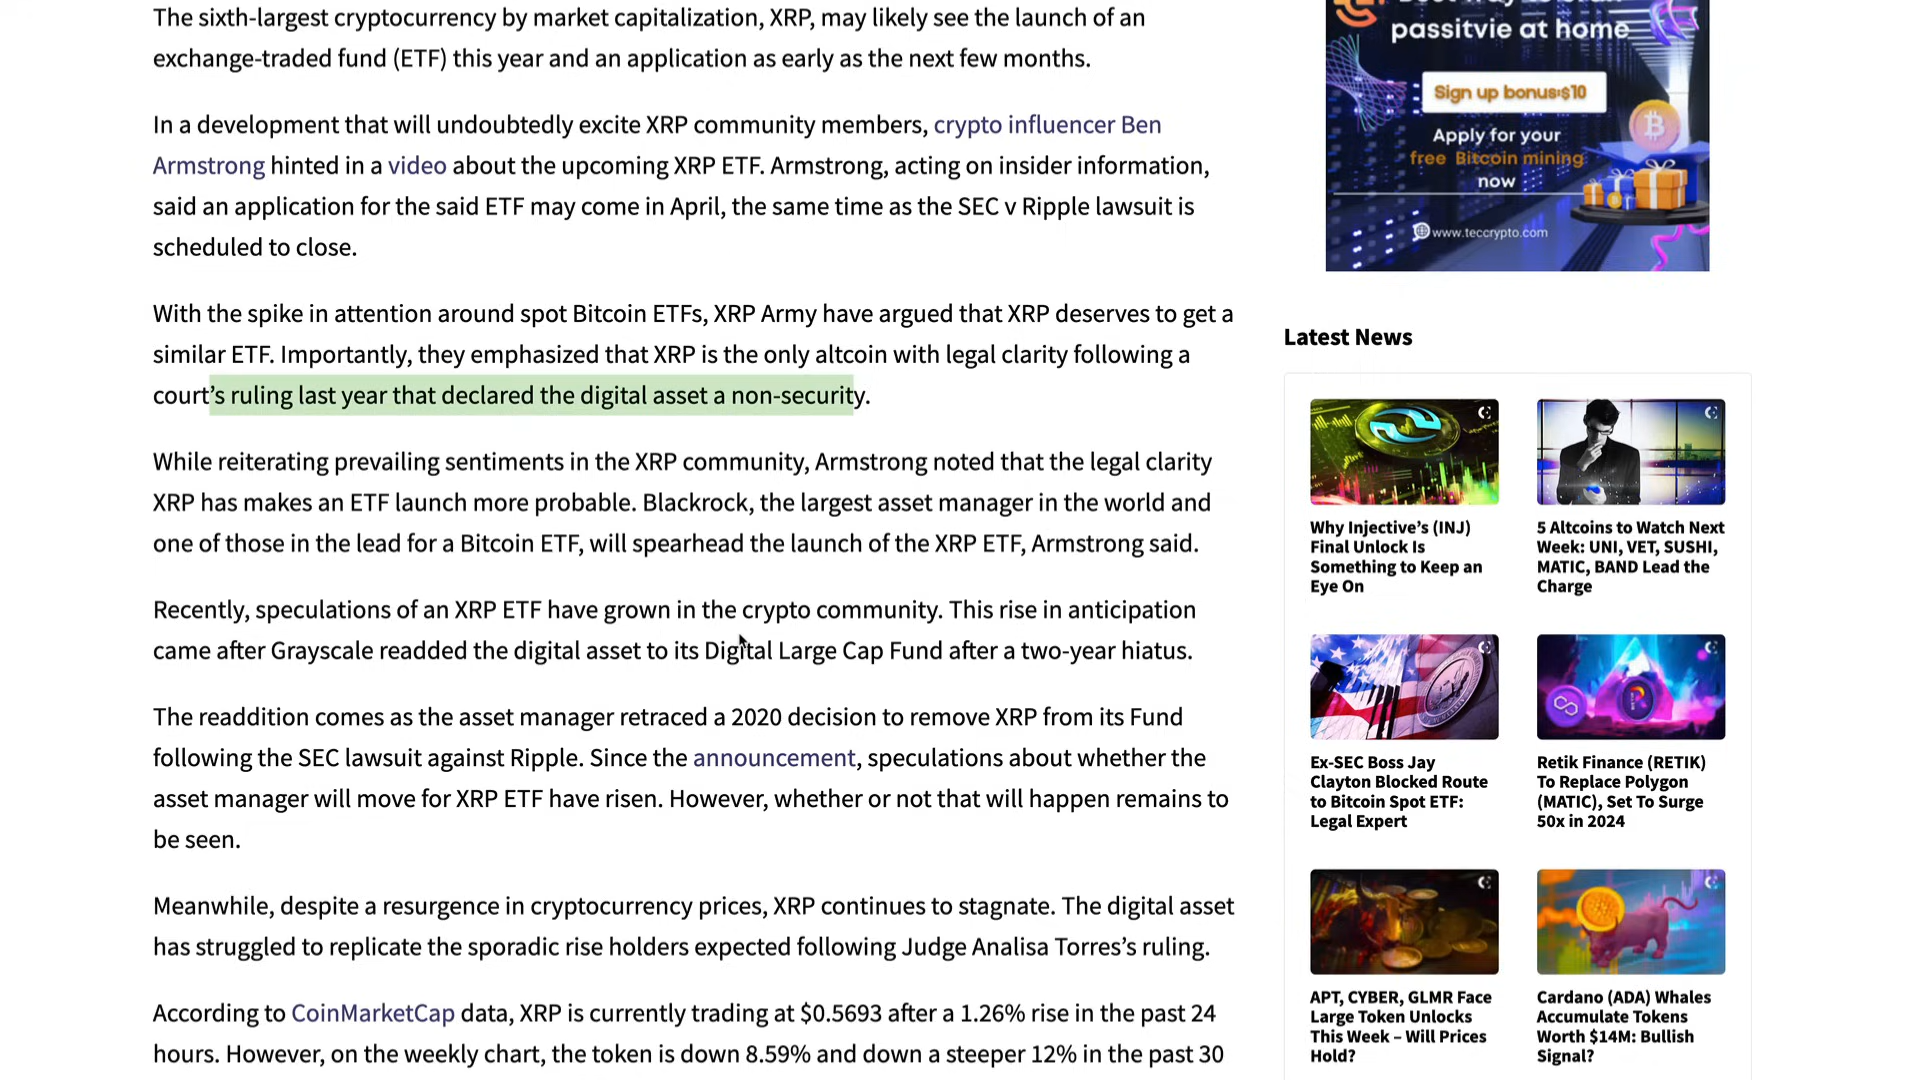 The sixth-largest cryptocurrency by market capitalization, XRP, may likely see the launch of an
exchange-traded fund (ETF) this year and an application as early as the next few months.
In a development that will undoubtedly excite XRP community members, crypto influencer Ben
Armstrong hinted in a video about the upcoming XRP ETF. Armstrong, acting on insider information,
said an application for the said ETF may come in April, the same time as the SEC v Ripple lawsuit is
scheduled to close.
With the spike in attention around spot Bitcoin ETFs, XRP Army have argued that XRP deserves to get a
similar ETF. Importantly, they emphasized that XRP is the only altcoin with legal clarity following a
court’s ruling last year that declared the digital asset a non-security.
While reiterating prevailing sentiments in the XRP community, Armstrong noted that the legal clarity
XRP has makes an ETF launch more probable. Blackrock, the largest asset manager in the world and
one of those in the lead for a Bitcoin ETF, will spearhead the launch of the XRP ETF, Armstrong said.
Recently, speculations of an XRP ETF have grown in the crypto community. This rise in anticipation
came after Grayscale readded the digital asset to its Digital Large Cap Fund after a two-year hiatus.
The readdition comes as the asset manager retraced a 2020 decision to remove XRP from its Fund
following the SEC lawsuit against Ripple. Since the announcement, speculations about whether the
asset manager will move for XRP ETF have risen. However, whether or not that will happen remains to
be seen.
Meanwhile, despite a resurgence in cryptocurrency prices, XRP continues to stagnate. The digital asset
has struggled to replicate the sporadic rise holders expected following Judge Analisa Torres’s ruling.
According to CoinMarketCap data, XRP is currently trading at $0.5693 after a 1.26% rise in the past 24
hours. However, on the weekly chart, the token is down 8.59% and down a steeper 12% in the past 30
passitvie at home
Sign up bonus:$10
Apply for your
free Bitcoin mining
now
www.teccrypto.com
Latest News
Why Injective’s (INJ)
Final Unlock Is
Something to Keep an
Eye On
5 Altcoins to Watch Next
Week: UNI, VET, SUSHI,
MATIC, BAND Lead the
Charge
Ex-SEC Boss Jay
Clayton Blocked Route
to Bitcoin Spot ETF:
Legal Expert
Retik Finance (RETIK)
To Replace Polygon
(MATIC), Set To Surge
50x in 2024
APT, CYBER, GLMR Face
Large Token Unlocks
This Week – Will Prices
Hold?
Cardano (ADA) Whales
Accumulate Tokens
Worth $14M: Bullish
Signal?